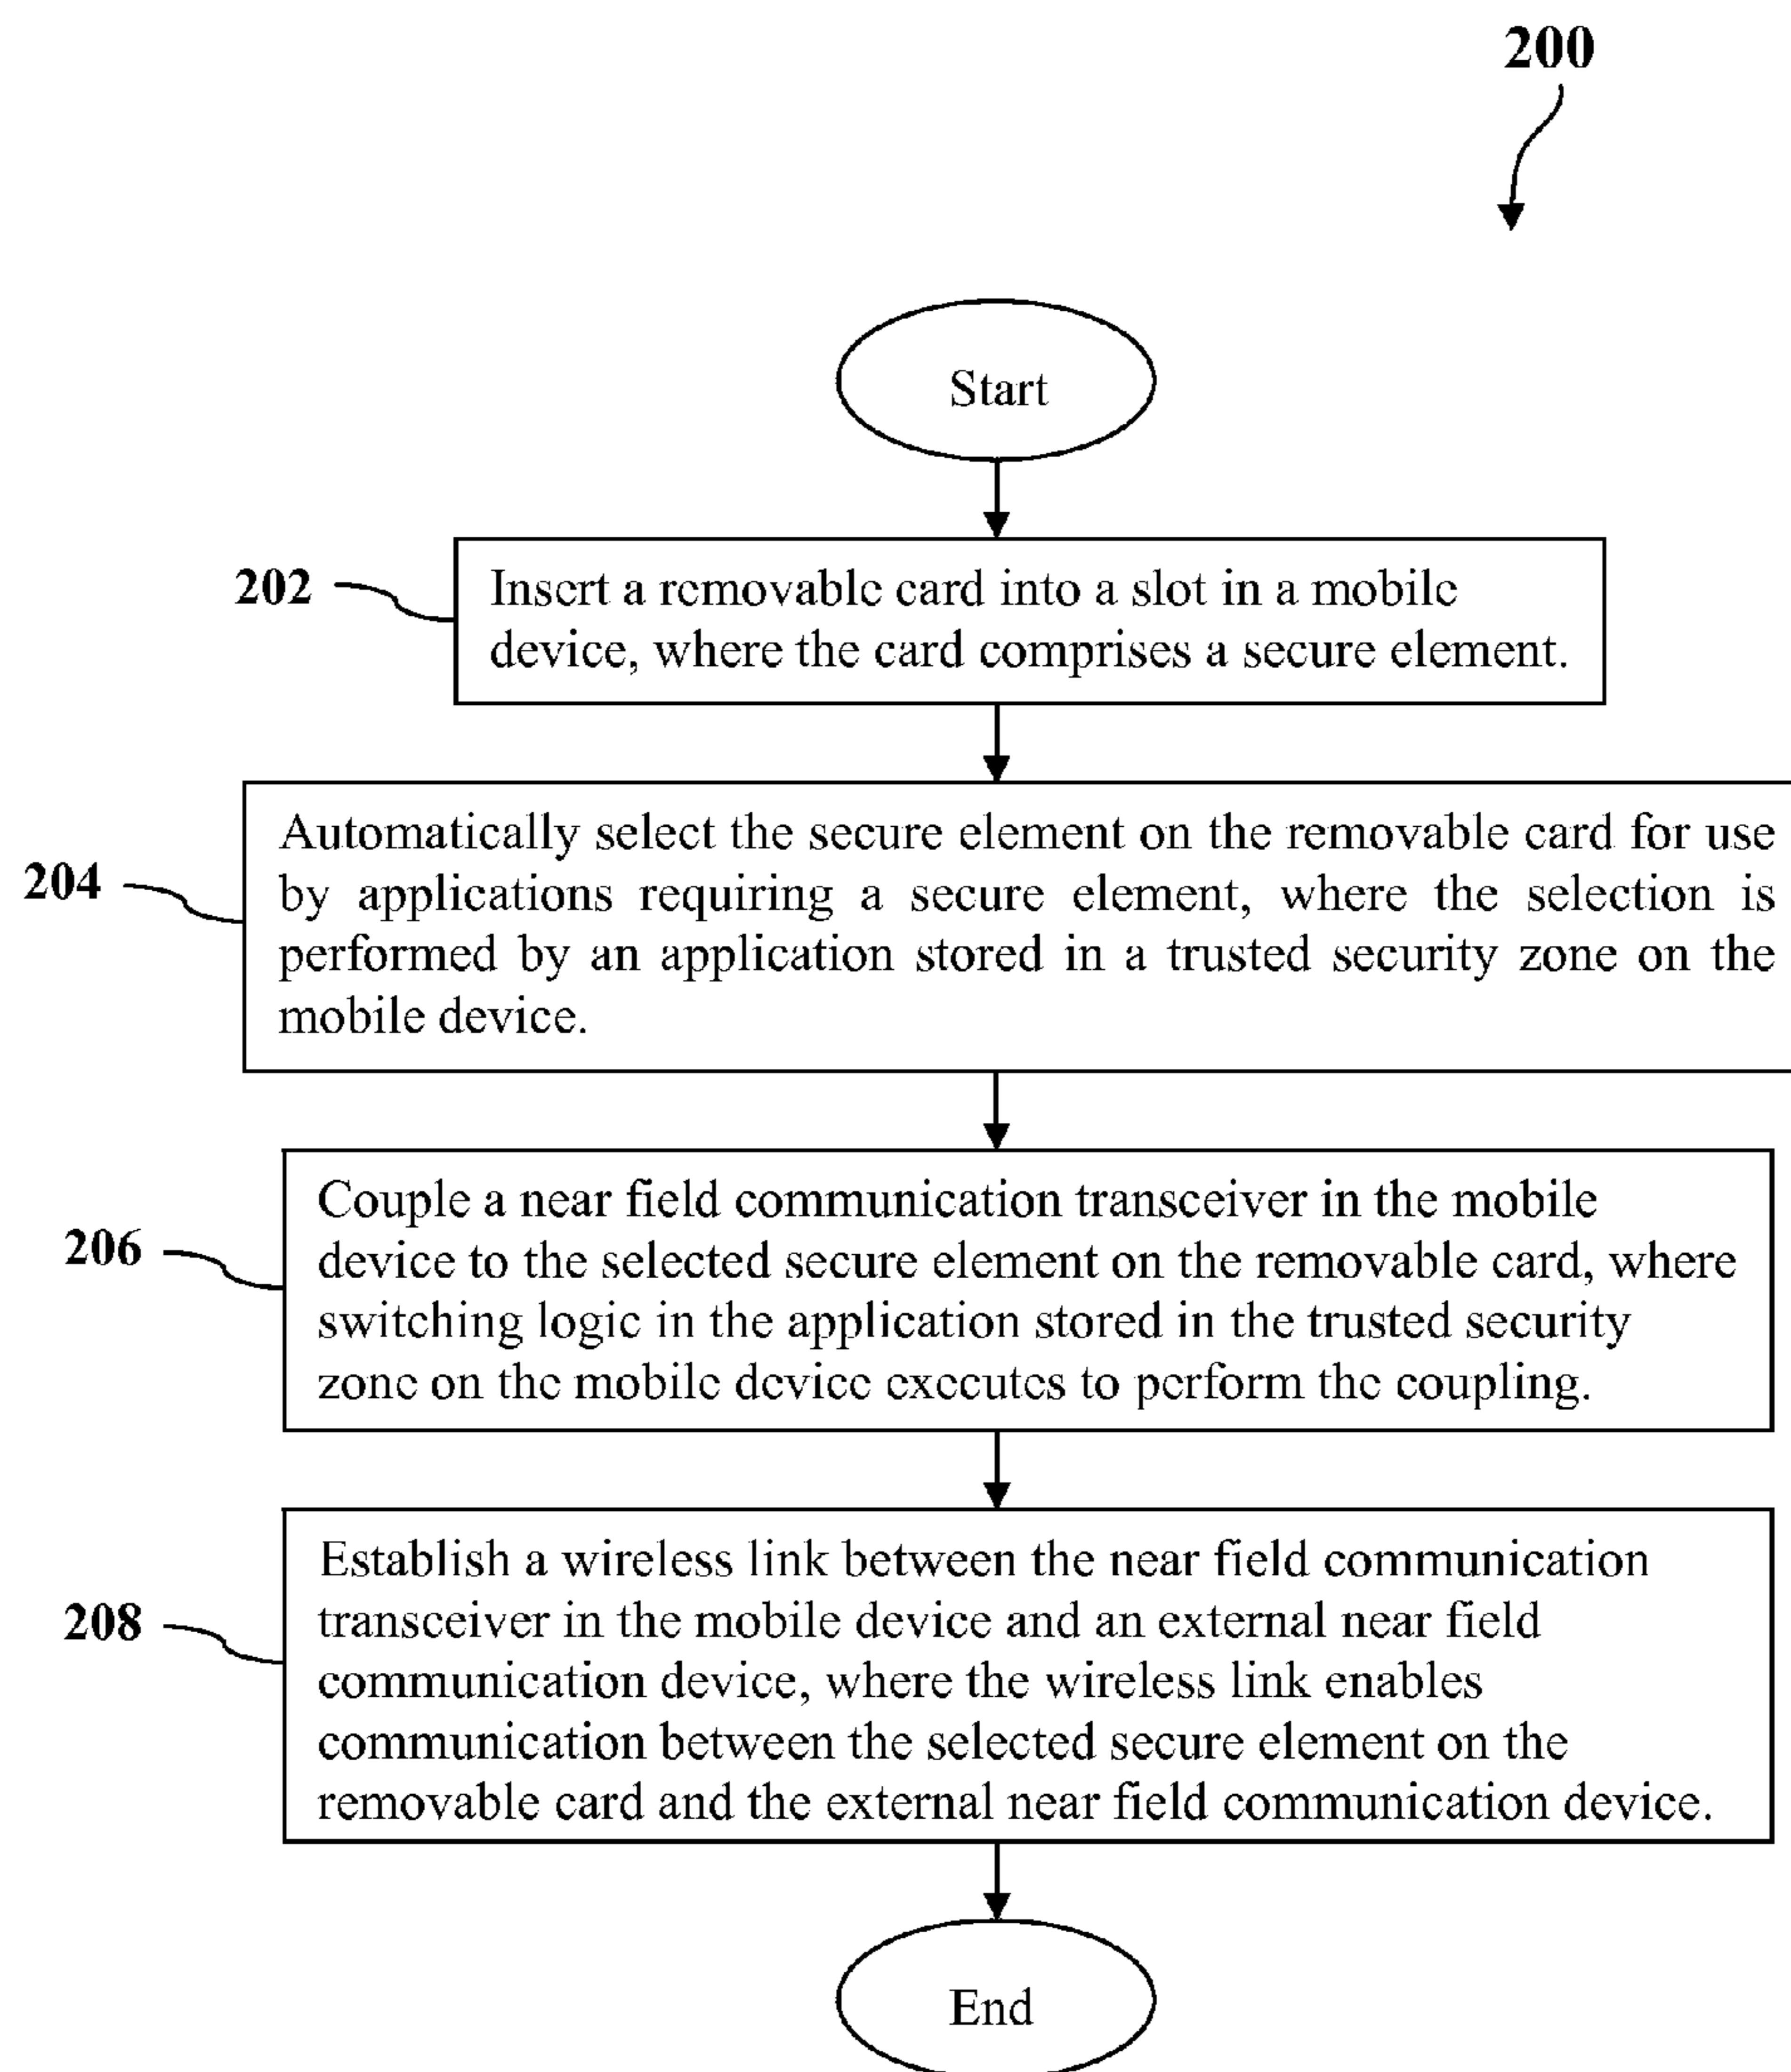 200
Start
202
Insert a removable card into a slot in a mobile
device, where the card comprises a secure element.
204
Automatically select the secure element on the removable card for use
by applications requiring a secure element, where the selection is
performed by an application stored in a trusted security zone on the
mobile device.
206
Couple a near field communication transceiver in the mobile
device to the selected secure element on the removable card, where
switching logic in the application stored in the trusted security
zone on the mobile device executes to perform the coupling.
208
Establish a wireless link between the near field communication
transceiver in the mobile device and an external near field
communication device, where the wireless link enables
communication between the selected secure element on the
removable card and the external near field communication device.
End